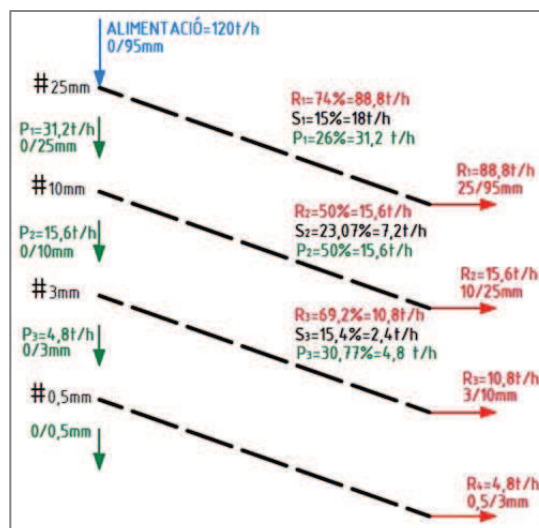 ALIMENTACIÓ=120t/h
0/95mm
#25mm
R₁=74%=88,8t/h
S₁=15%=18t/h
P₁=26%=31,2 t/h
P₁=31,2t/h
0/25mm
R₁=88,8t/h
25/95mm
#10mm
R₂=50%=15,6t/h
S₂=23,07%=7,2t/h
P₂=50%=15,6t/h
P₂=15,6t/h
0/10mm
R₂=15,6t/h
10/25mm
#3mm
R₃=69,2%=10,8t/h
S₃=15,4%=2,4t/h
P₃=30,77%=4,8 t/h
P₃=4,8t/h
0/3mm
R₃=10,8t/h
3/10mm
#0,5mm
0/0,5mm
R₄=4,8t/h
0,5/3mm